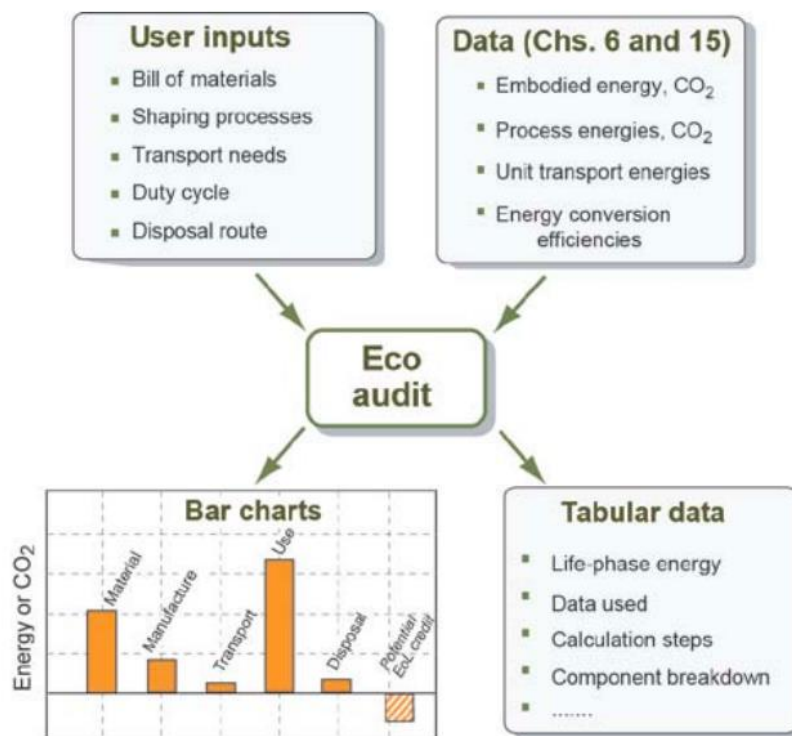 User inputs
▪ Bill of materials
▪ Shaping processes
▪ Transport needs
▪ Duty cycle
▪ Disposal route
Data (Chs. 6 and 15)
▪ Embodied energy, CO₂
▪ Process energies, CO₂
▪ Unit transport energies
▪ Energy conversion
efficiencies
Eco
audit
Bar charts
Energy or CO₂
Material
Manufacture
Transport
Use
Disposal
Potential
EoL credit
Tabular data
▪ Life-phase energy
▪ Data used
▪ Calculation steps
▪ Component breakdown
▪ .......